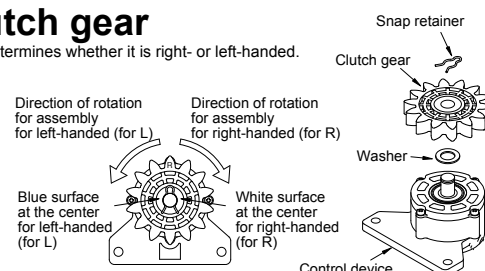 utch gear
termines whether it is right- or left-handed.
Snap retainer
Clutch gear
Direction of rotation
for assembly
for left-handed (for L)
Direction of rotation
for assembly
for right-handed (for R)
R
Washer
Blue surface
at the center
for left-handed
(for L)
White surface
at the center
for right-handed
(for R)
Control device